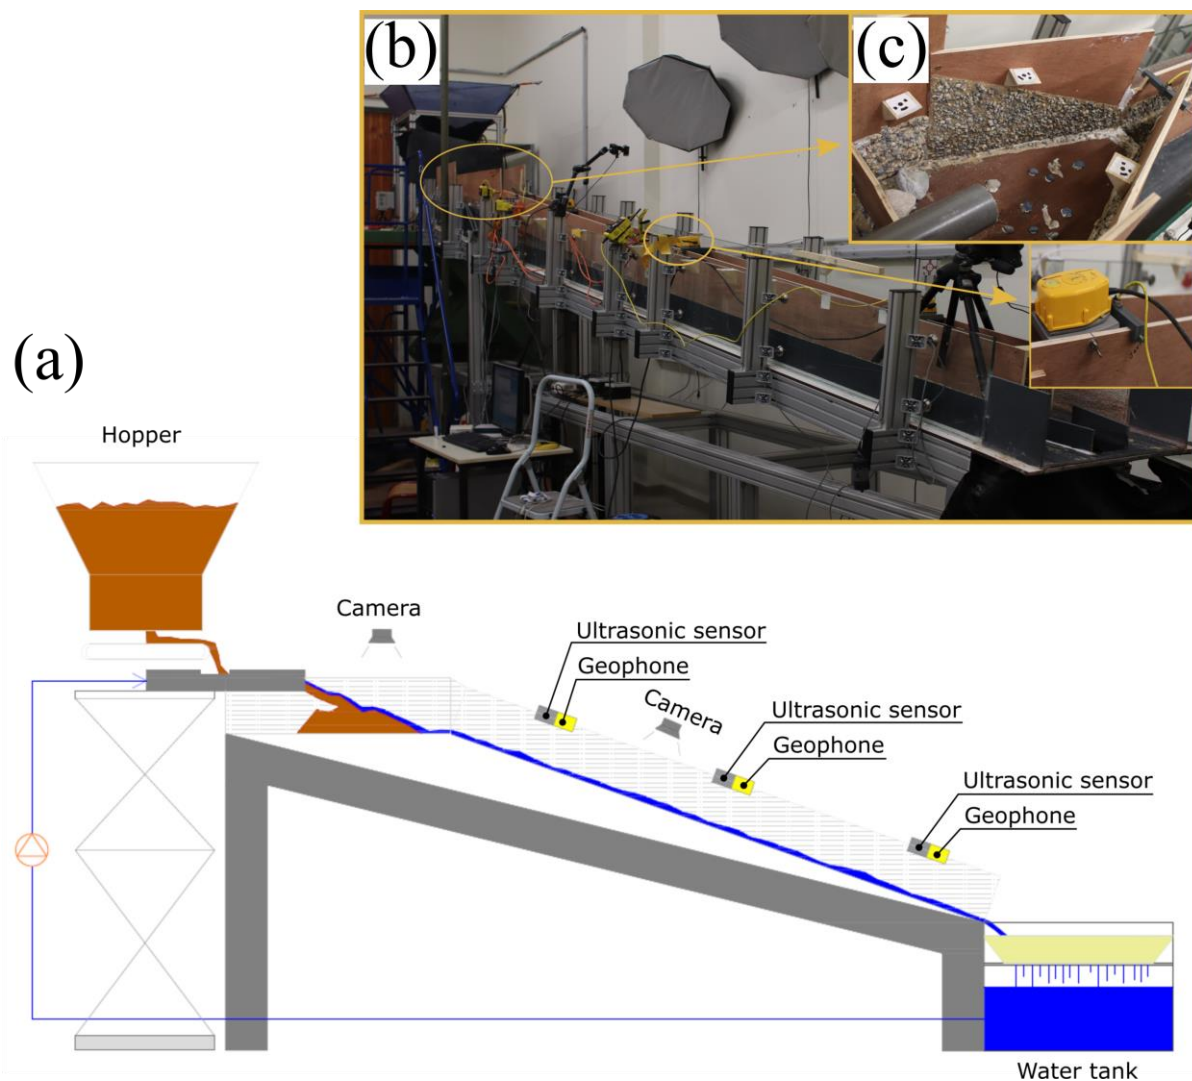 (b)
(c)
(a)
Hopper
Camera
Ultrasonic sensor
Geophone
Camera
Ultrasonic sensor
Geophone
Ultrasonic sensor
Geophone
Water tank